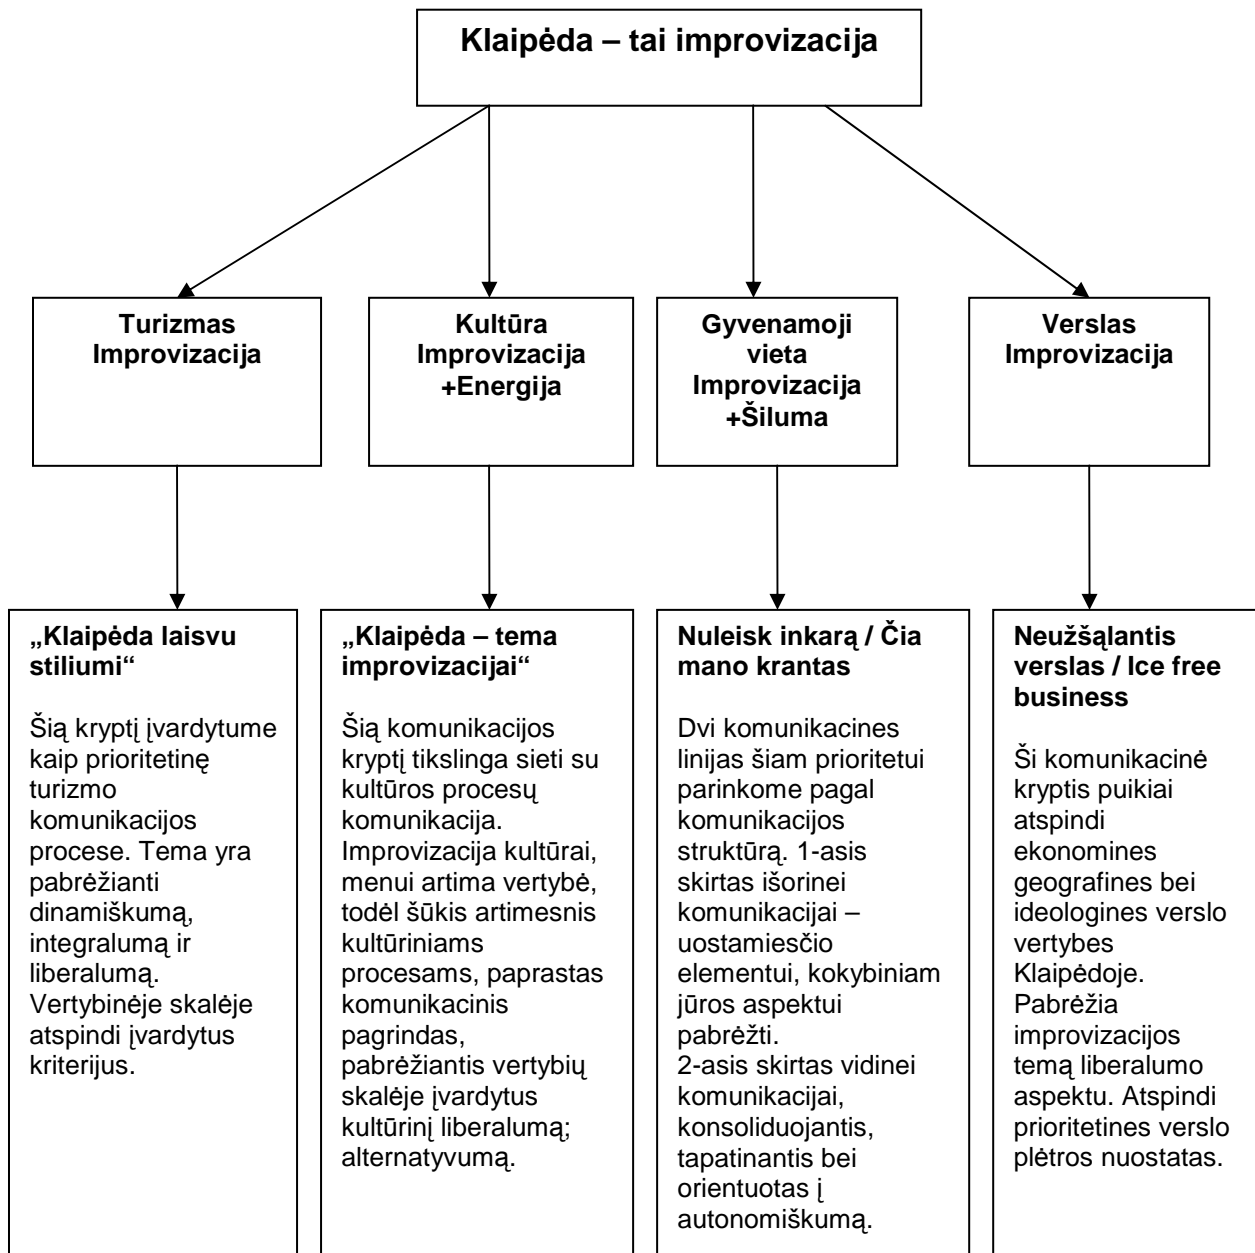 Klaipėda – tai improvizacija
Turizmas
Improvizacija
Kultūra
Improvizacija
+Energija
Gyvenamoji
vieta
Improvizacija
+Šiluma
Verslas
Improvizacija
„Klaipėda laisvu
stiliumi“
Šią kryptį įvardytume
kaip prioritetinę
turizmo
komunikacijos
procese. Tema yra
pabrėžianti
dinamiškumą,
integralumą ir
liberalumą.
Vertybinėje skalėje
atspindi įvardytus
kriterijus.
„Klaipėda – tema
improvizacijai“
Šią komunikacijos
kryptį tikslinga sieti su
kultūros procesų
komunikacija.
Improvizacija kultūrai,
menui artima vertybė,
todėl šūkis artimesnis
kultūriniams
procesams, paprastas
komunikacinis
pagrindas,
pabrėžiantis vertybių
skalėje įvardytus
kultūrinį liberalumą;
alternatyvumą.
Nuleisk inkarą / Čia
mano krantas
Dvi komunikacines
linijas šiam prioritetui
parinkome pagal
komunikacijos
struktūrą. 1-asis
skirtas išorinei
komunikacijai –
uostamiesčio
elementui, kokybiniam
jūros aspektui
pabrėžti.
2-asis skirtas vidinei
komunikacijai,
konsoliduojantis,
tapatinantis bei
orientuotas į
autonomiškumą.
Neužšąlantis
verslas / Ice free
business
Ši komunikacinė
kryptis puikiai
atspindi
ekonomines
geografines bei
ideologines verslo
vertybes
Klaipėdoje.
Pabrėžia
improvizacijos
temą liberalumo
aspektu. Atspindi
prioritetines verslo
plėtros nuostatas.